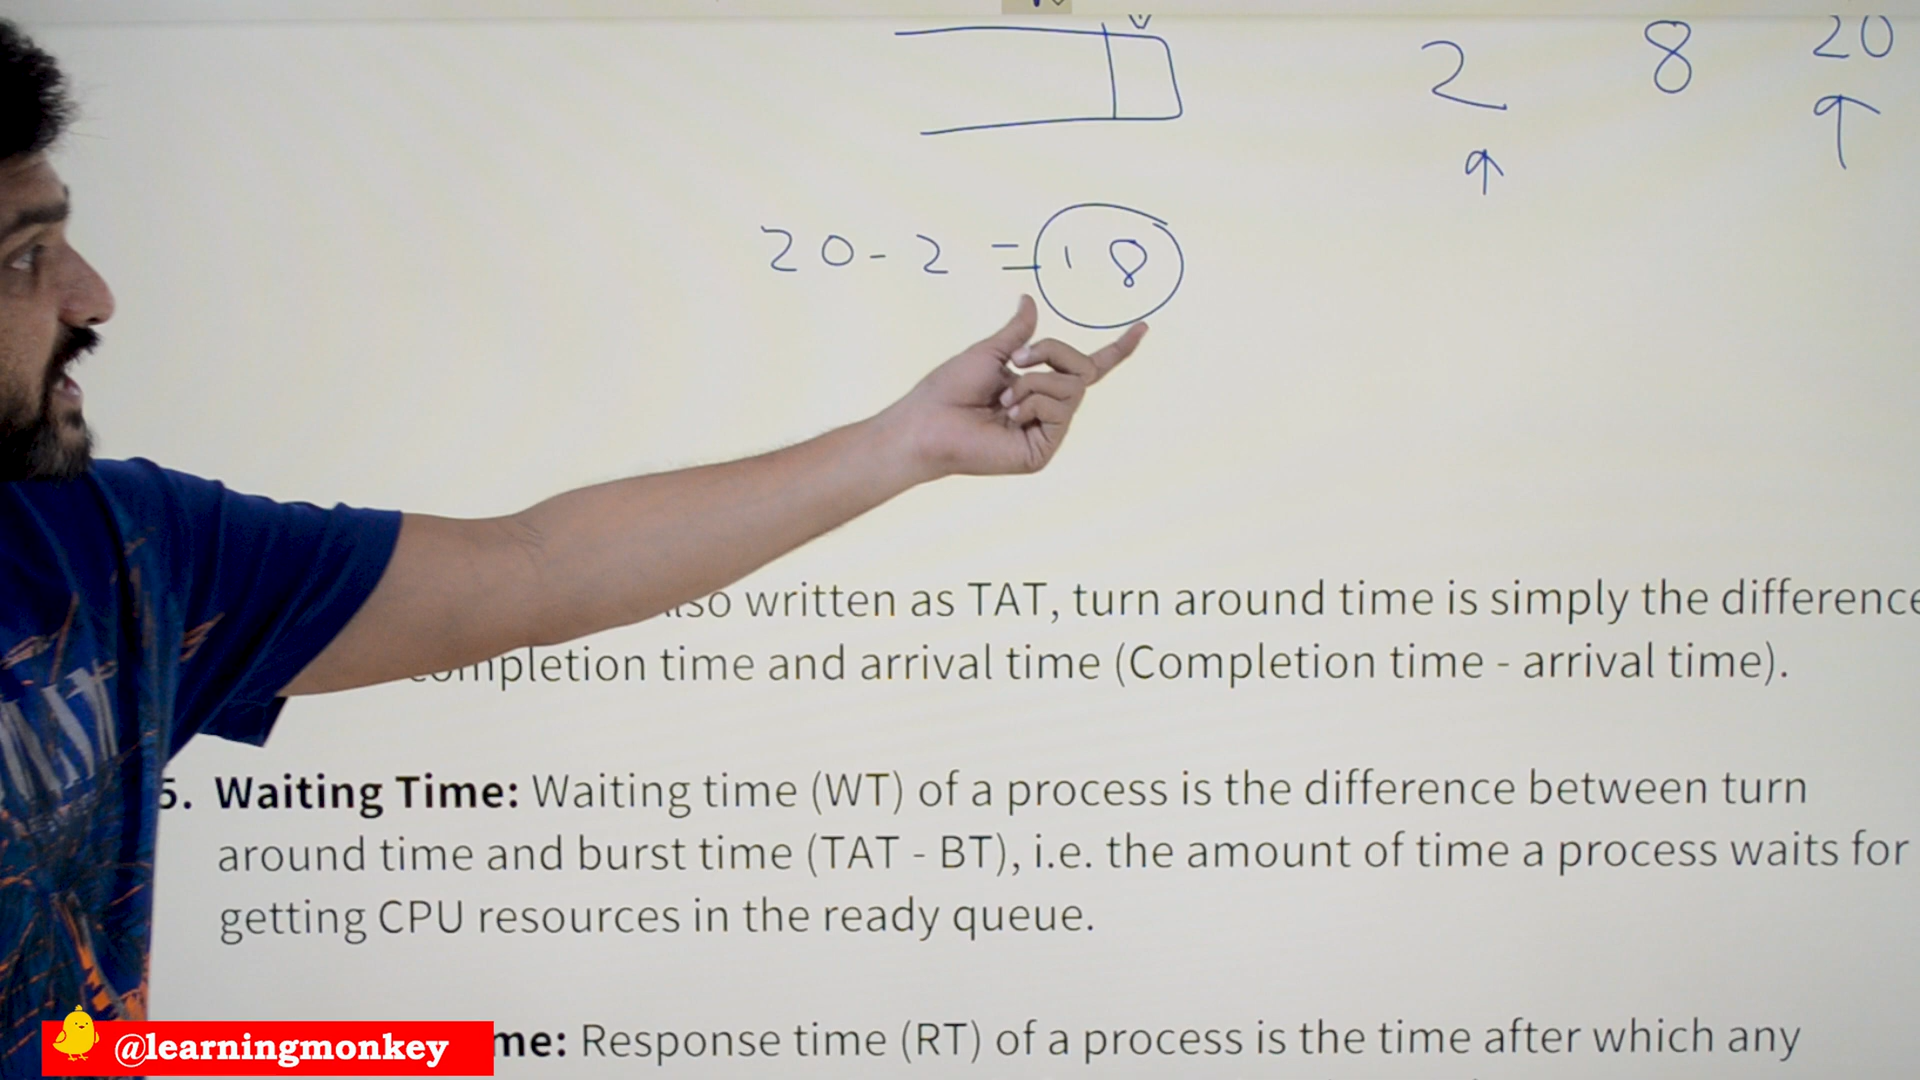 2 8 20
20 - 2 = 18
also written as TAT, turn around time is simply the difference
completion time and arrival time (Completion time - arrival time).
5. Waiting Time: Waiting time (WT) of a process is the difference between turn
around time and burst time (TAT - BT), i.e. the amount of time a process waits for
getting CPU resources in the ready queue.
me: Response time (RT) of a process is the time after which any
@learningmonkey